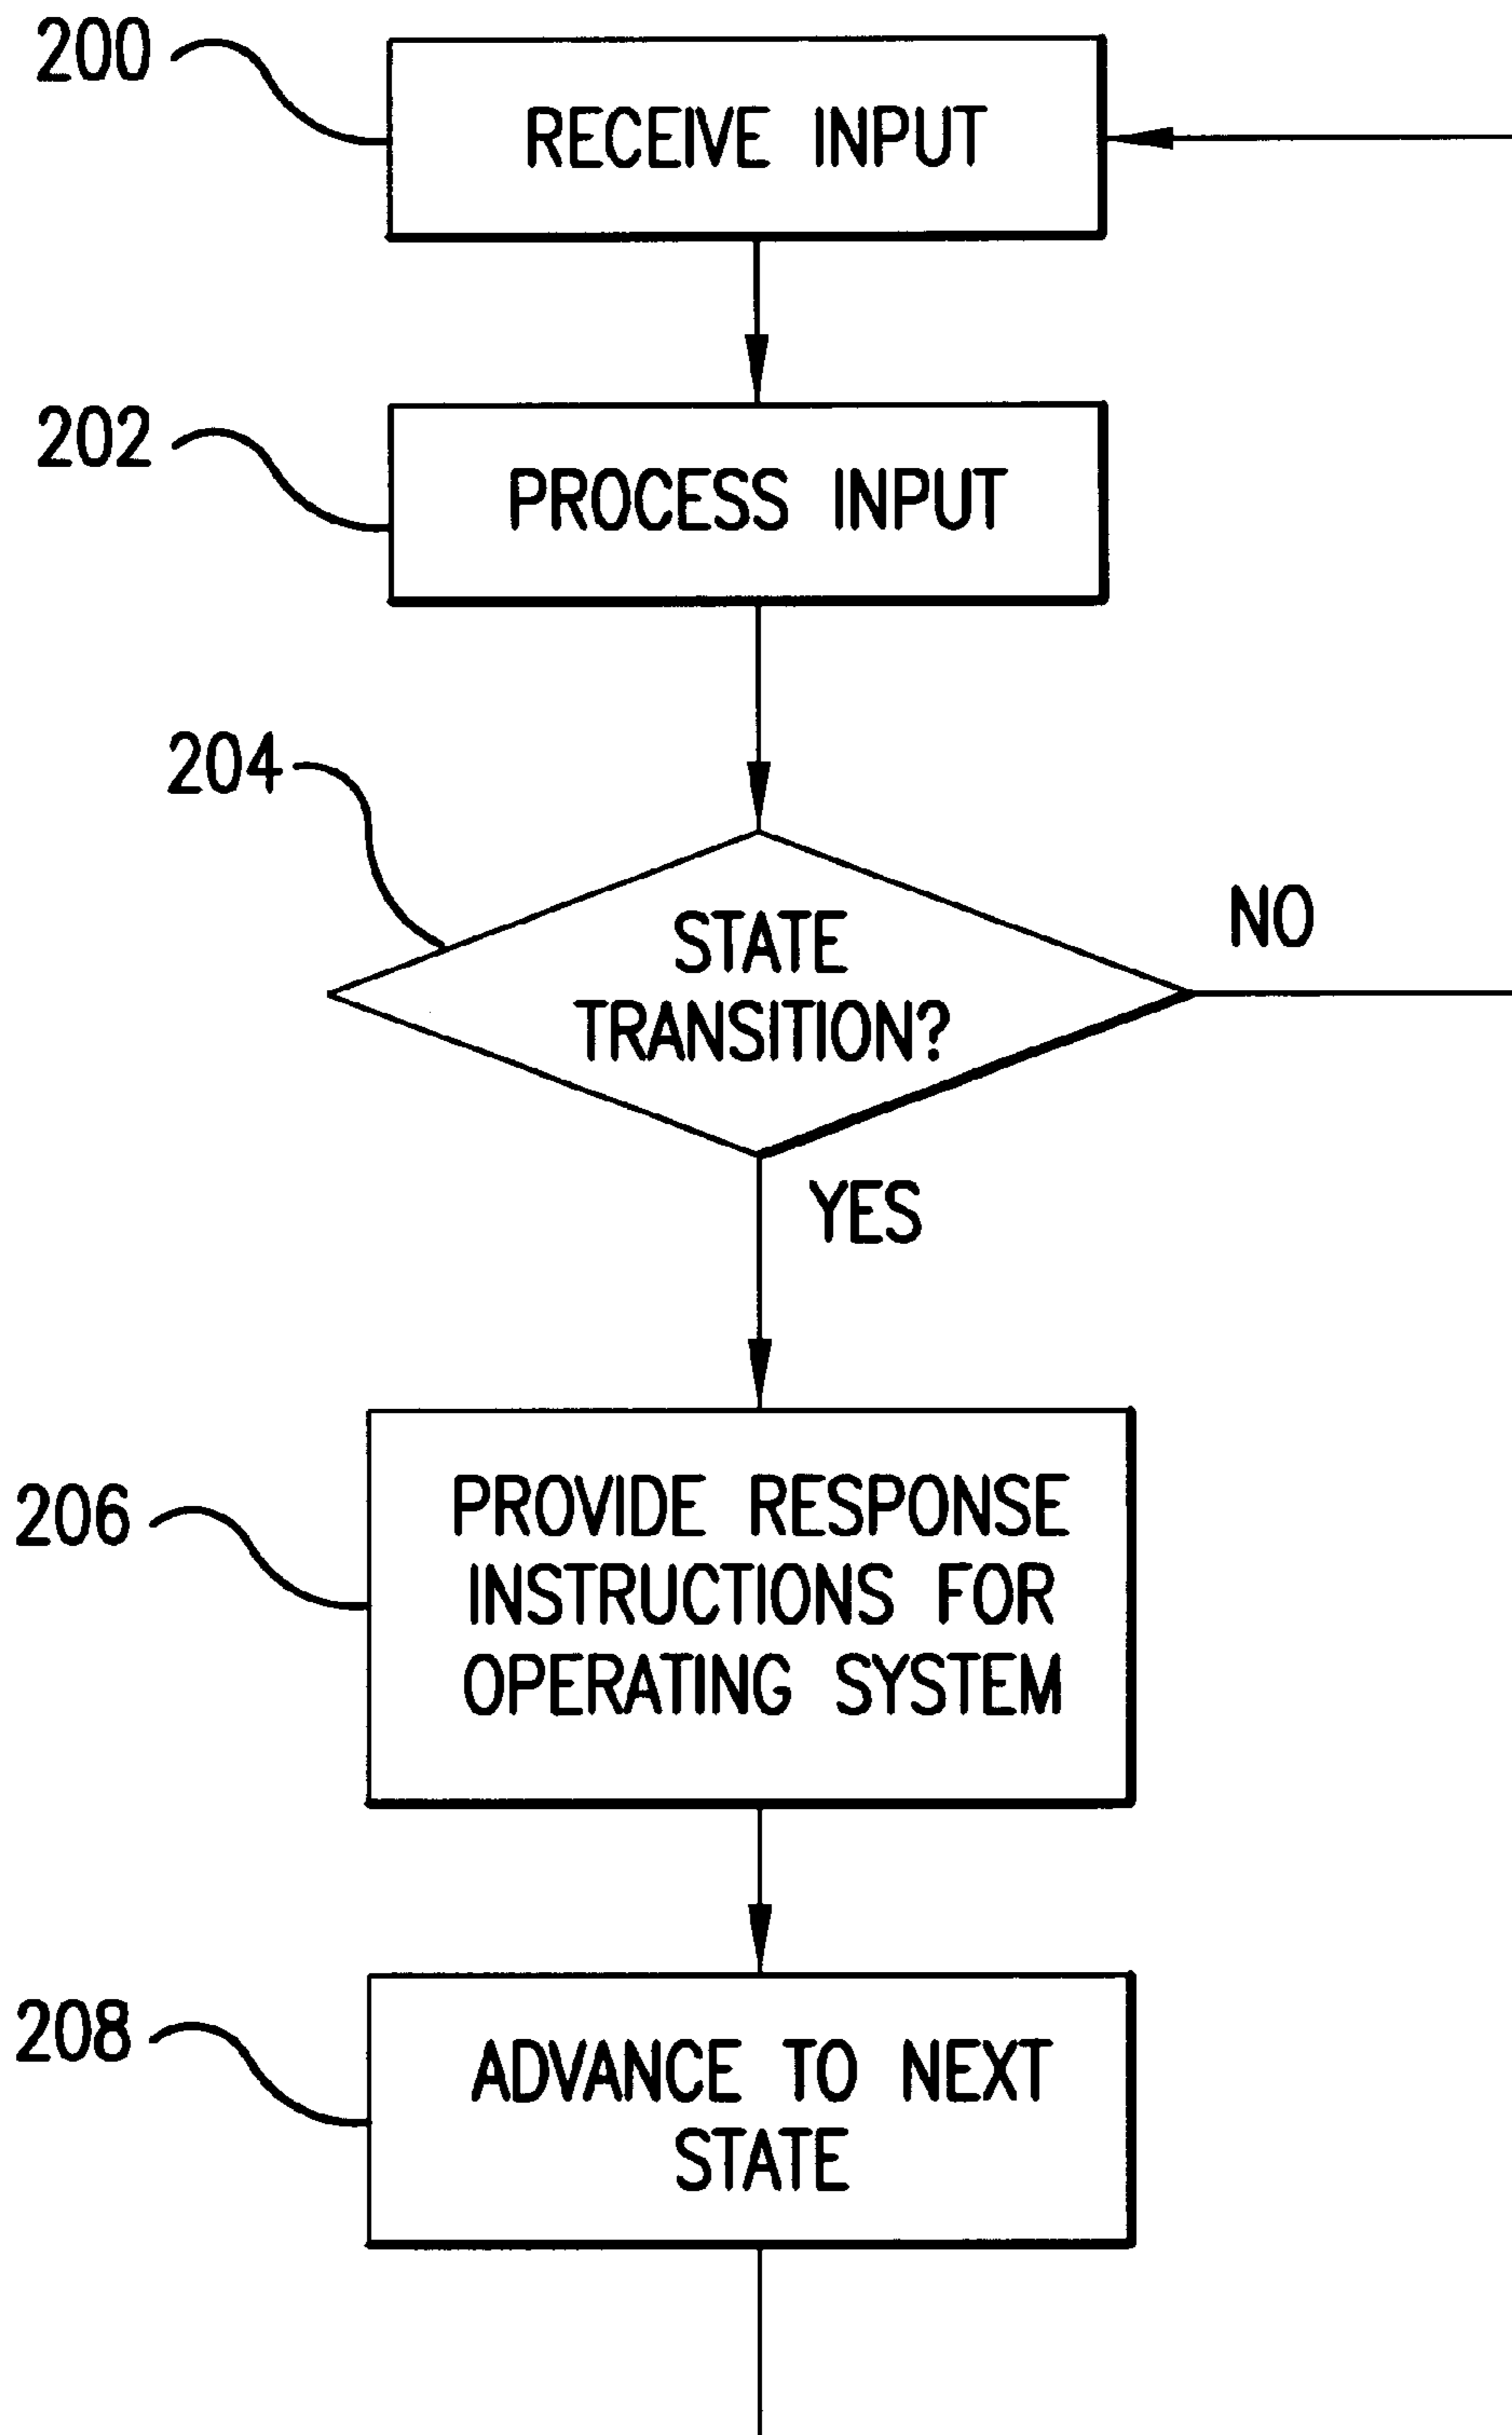 200
RECEIVE INPUT
202
PROCESS INPUT
204
STATE
TRANSITION?
NO
YES
206
PROVIDE RESPONSE
INSTRUCTIONS FOR
OPERATING SYSTEM
208
ADVANCE TO NEXT
STATE